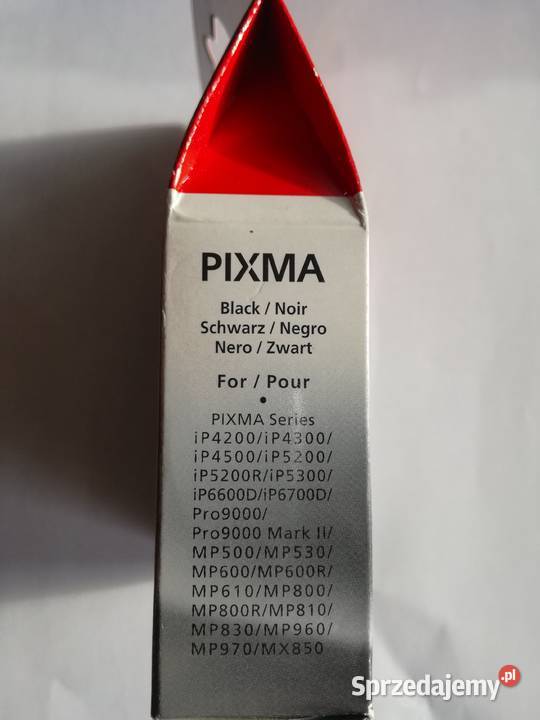 PIXMA
Black / Noir
Schwarz / Negro
Nero / Zwart
For / Pour
•
PIXMA Series
iP4200/iP4300/
iP4500/iP5200/
iP5200R/iP5300/
iP6600D/iP6700D/
Pro9000/
Pro9000 Mark II/
MP500/MP530/
MP600/MP600R/
MP610/MP800/
MP800R/MP810/
MP830/MP960/
MP970/MX850
Sprzedajemy.pl